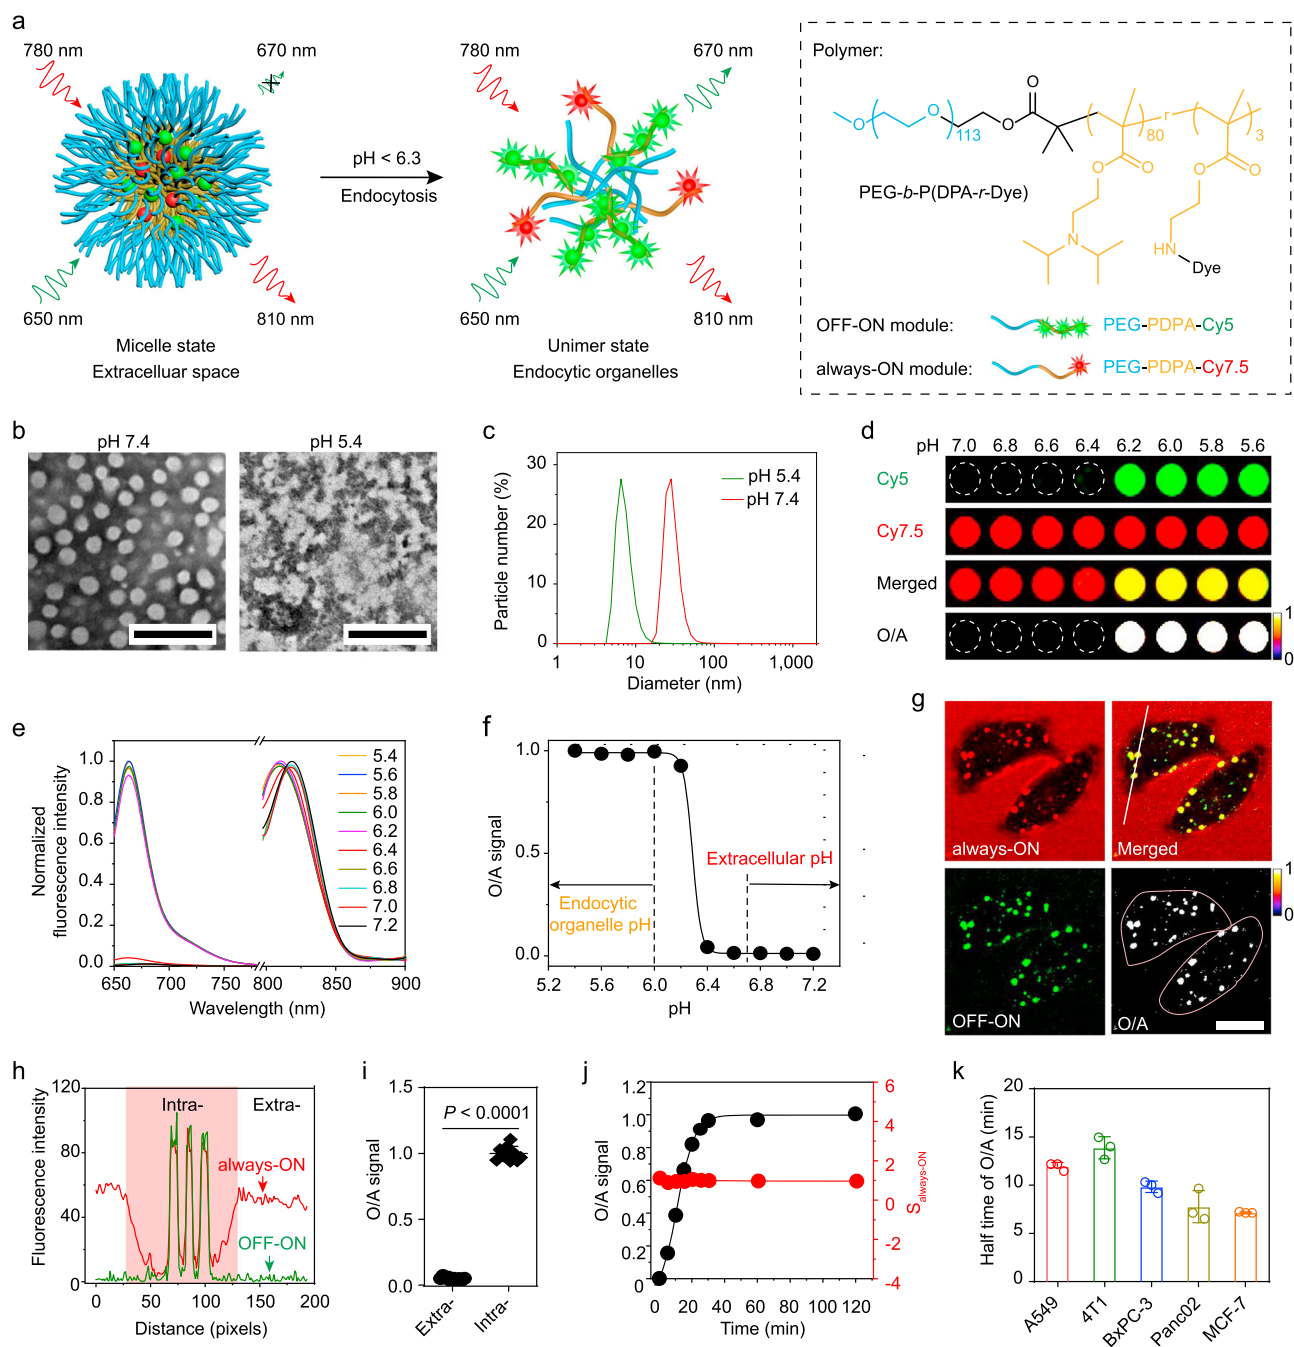 a
780 nm
670 nm
pH < 6.3
Endocytosis
650 nm
810 nm
Micelle state
Extracelluar space
780 nm
670 nm
650 nm
810 nm
Unimer state
Endocytic organelles
Polymer:
O
O
113
O
O
O
80
r
3
O
O
O
O
PEG-b-P(DPA-r-Dye)
N
HN
Dye
OFF-ON module:
PEG-PDPA-Cy5
always-ON module:
PEG-PDPA-Cy7.5
b
pH 7.4
pH 5.4
c
Particle number (%)
30
20
10
0
pH 5.4
pH 7.4
1
10
100
1,000
Diameter (nm)
d
pH
7.0
6.8
6.6
6.4
6.2
6.0
5.8
5.6
Cy5
Cy7.5
Merged
O/A
1
0
e
Normalized
fluorescence intensity
1.0
0.8
0.6
0.4
0.2
0.0
5.4
5.6
5.8
6.0
6.2
6.4
6.6
6.8
7.0
7.2
650
700
750
800
850
900
Wavelength (nm)
f
O/A signal
1.0
0.5
0.0
Extracellular pH
Endocytic
organelle pH
5.2
5.6
6.0
6.4
6.8
7.2
pH
g
always-ON
Merged
OFF-ON
O/A
1
0
h
Fluorescence intensity
120
80
40
0
Intra-
Extra-
always-ON
OFF-ON
0
50
100
150
200
Distance (pixels)
i
O/A signal
1.5
1.0
0.5
0.0
P < 0.0001
Extra-
Intra-
j
O/A signal
1.2
1.0
0.8
0.6
0.4
0.2
0
6
4
2
0
-2
-4
Salways-ON
0
20
40
60
80
100
120
Time (min)
k
Half time of O/A (min)
20
15
10
5
0
A549
4T1
BxPC-3
Panc02
MCF-7